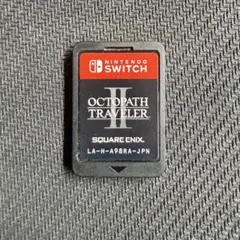 NINTENDO
SWITCH
OCTOPATH
TRAVELER
II
SQUARE ENIX.
LA-H-A98RA-JPN